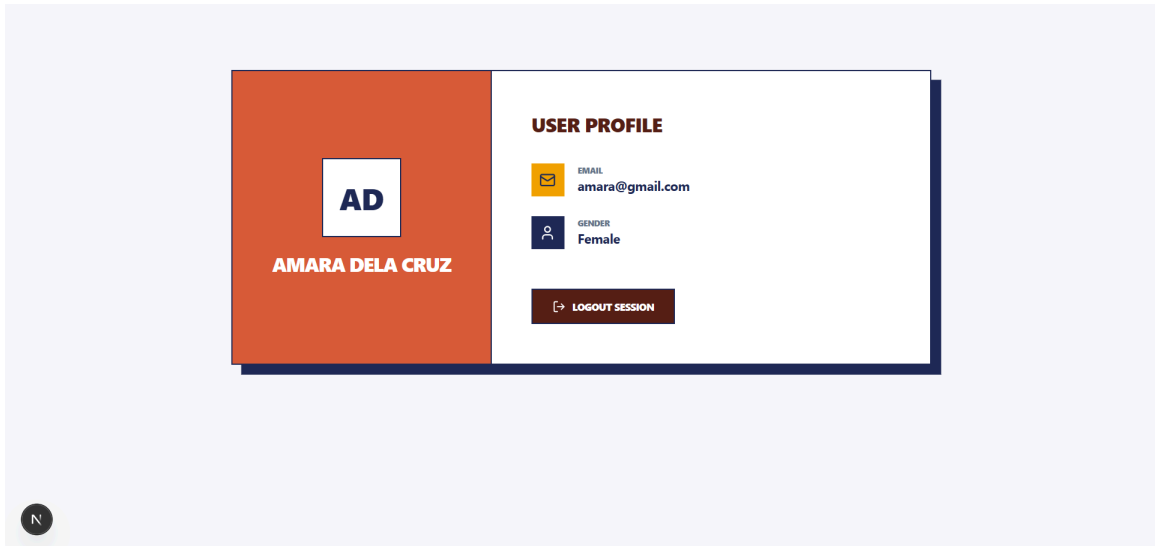 AD
AMARA DELA CRUZ
USER PROFILE
EMAIL
amara@gmail.com
GENDER
Female
LOGOUT SESSION
N